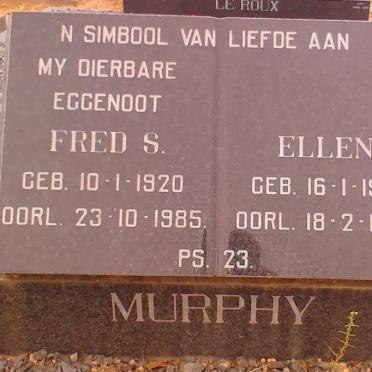 LE ROUX
N SIMBOOL VAN LIEFDE AAN
MY DIERBARE
EGGENOOT
FRED S.
GEB. 10-1-1920
OORL. 23-10-1985.
ELLEN
GEB. 16-1-19
OORL. 18-2-1
PS. 23.
MURPHY